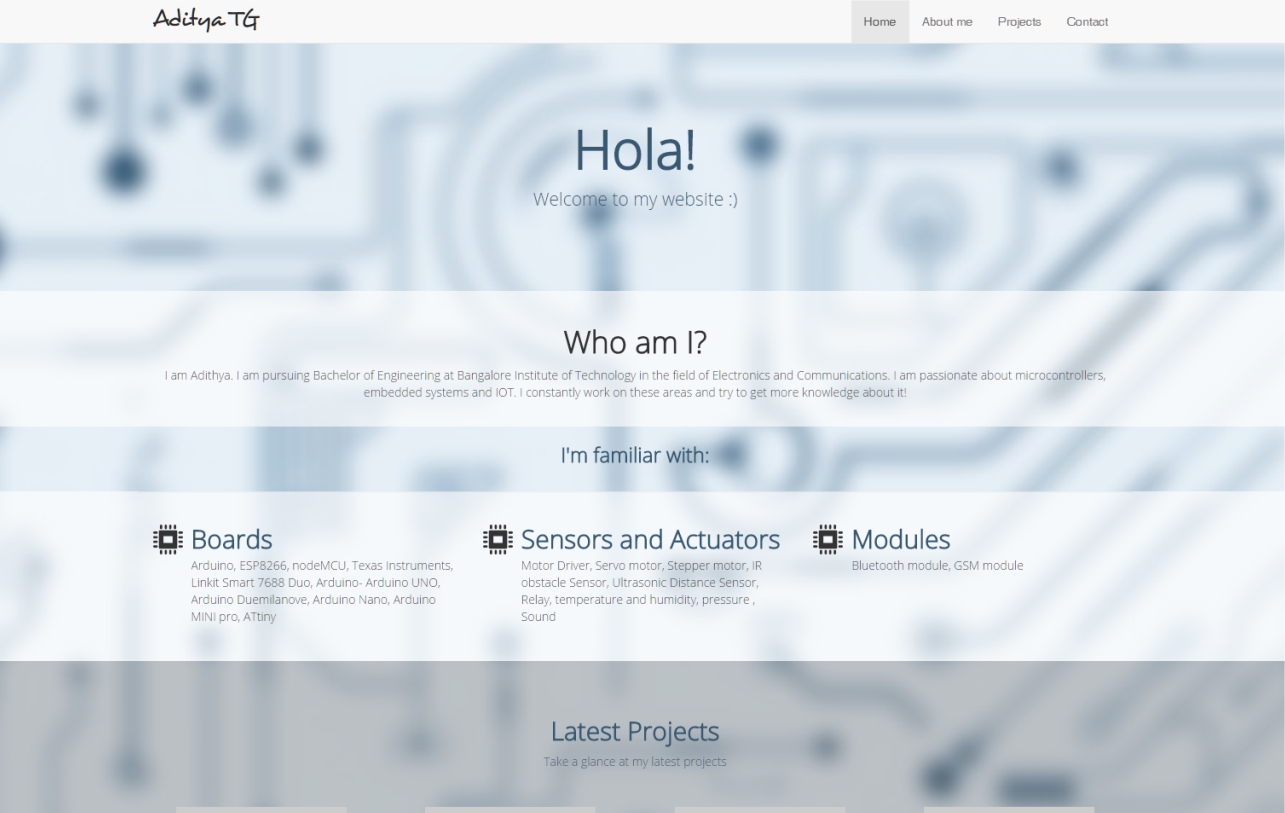 Aditya TG
Home About me Projects Contact
Hola!
Welcome to my website :)
Who am I?
I am Adithya. I am pursuing Bachelor of Engineering at Bangalore Institute of Technology in the field of Electronics and Communications. I am passionate about microcontrollers,
embedded systems and IOT. I constantly work on these areas and try to get more knowledge about it!
I'm familiar with:
Boards
Arduino, ESP8266, nodeMCU, Texas Instruments,
Linkit Smart 7688 Duo, Arduino- Arduino UNO,
Arduino Duemilanove, Arduino Nano, Arduino
MINI pro, ATtiny
Sensors and Actuators
Motor Driver, Servo motor, Stepper motor, IR
obstacle Sensor, Ultrasonic Distance Sensor,
Relay, temperature and humidity, pressure ,
Sound
Modules
Bluetooth module, GSM module
Latest Projects
Take a glance at my latest projects